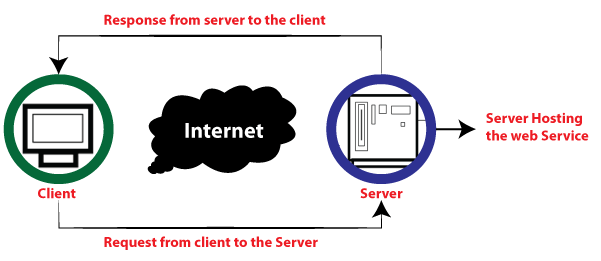 Response from server to the client
Internet
Server Hosting
the web Service
Client
Server
Request from client to the Server